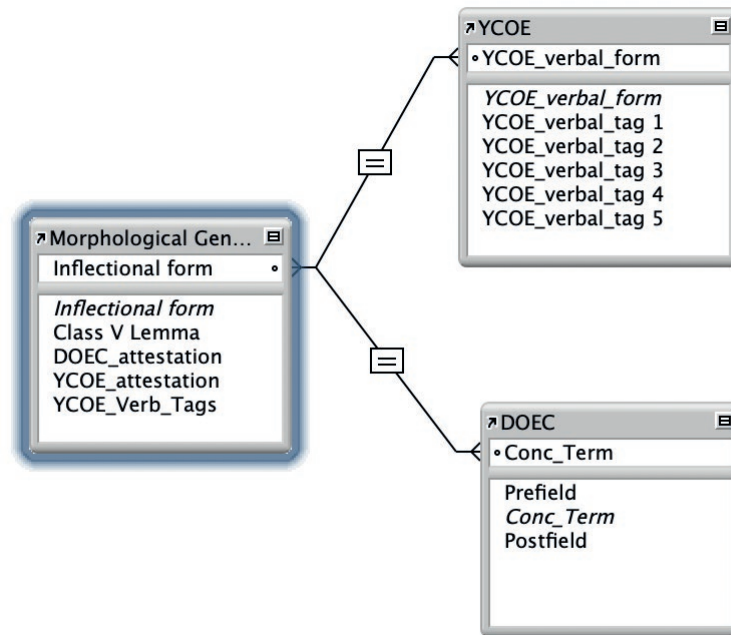 YCOE
YCOE_verbal_form
YCOE_verbal_form
YCOE_verbal_tag 1
YCOE_verbal_tag 2
YCOE_verbal_tag 3
YCOE_verbal_tag 4
YCOE_verbal_tag 5
=
Morphological Gen...
Inflectional form
Inflectional form
Class V Lemma
DOEC_attestation
YCOE_attestation
YCOE_Verb_Tags
=
DOEC
Conc_Term
Prefield
Conc_Term
Postfield